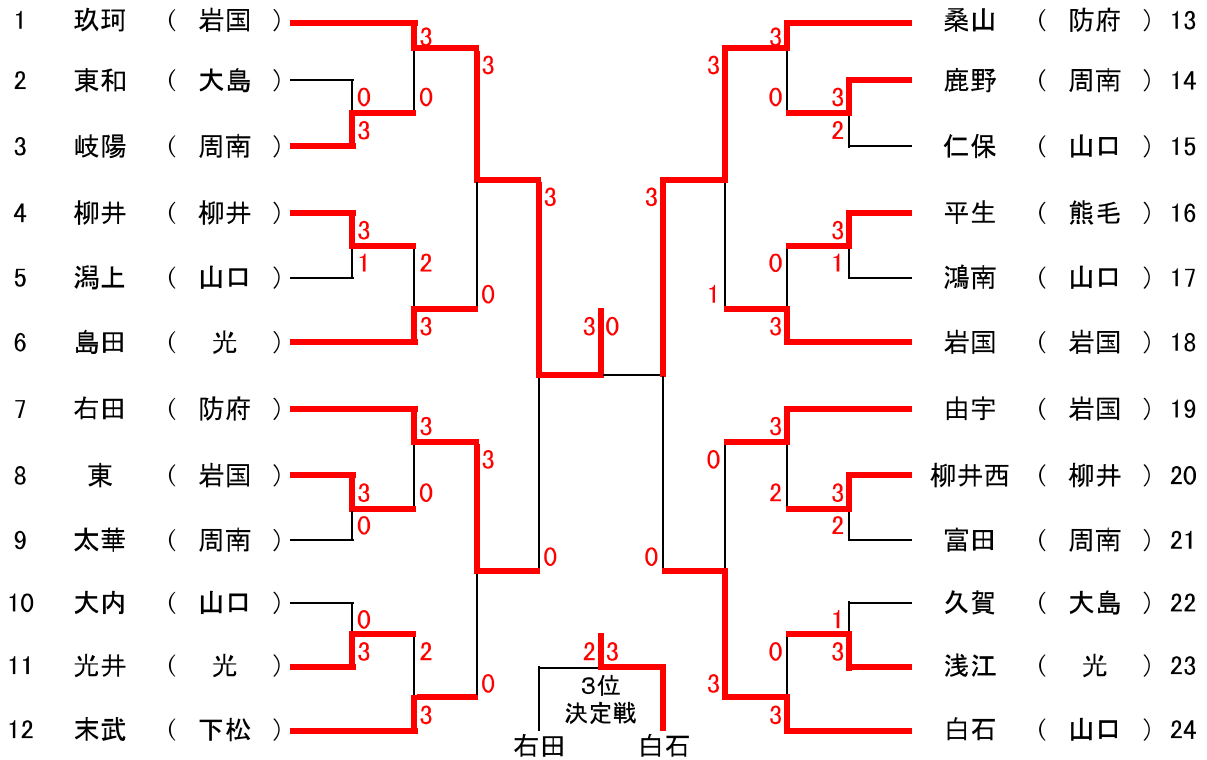 1 玖珂 ( 岩国 ) 3 3 桑山 ( 防府 ) 13
3 3
2 東和 ( 大島 ) 鹿野 ( 周南 ) 14
0 0 0 3
3 2
3 岐陽 ( 周南 ) 仁保 ( 山口 ) 15
3 3
4 柳井 ( 柳井 ) 平生 ( 熊毛 ) 16
3 3
1 2 0 1
5 潟上 ( 山口 ) 鴻南 ( 山口 ) 17
0 1
3 3 0 3
6 島田 ( 光 ) 岩国 ( 岩国 ) 18
7 右田 ( 防府 ) 由宇 ( 岩国 ) 19
3 3
3 0
8 東 ( 岩国 ) 柳井西 ( 柳井 ) 20
3 0 2 3
0 2
9 太華 ( 周南 ) 富田 ( 周南 ) 21
0 0
10 大内 ( 山口 ) 久賀 ( 大島 ) 22
0 1
3 2 2 3 0 3
11 光井 ( 光 ) 浅江 ( 光 ) 23
0 3位 3
3 決定戦 3
12 末武 ( 下松 ) 白石 ( 山口 ) 24
右田 白石